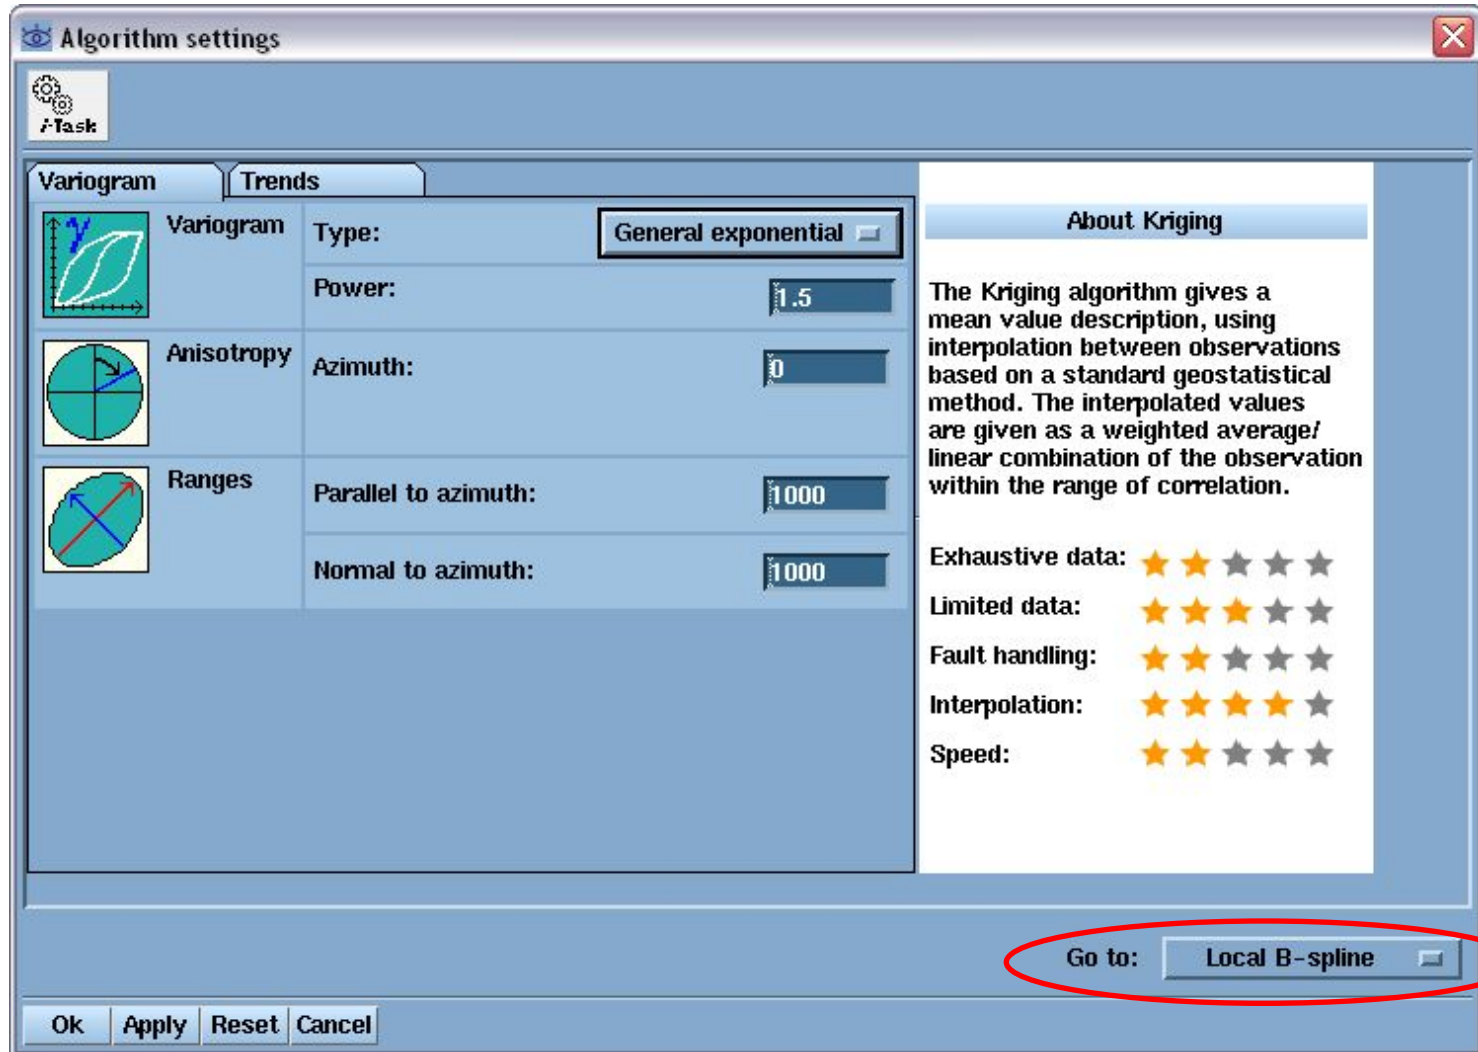 Algorithm settings
i-Task
Variogram
Trends
Variogram
Type:
General exponential
Power:
1.5
Anisotropy
Azimuth:
0
Ranges
Parallel to azimuth:
1000
Normal to azimuth:
1000
About Kriging
The Kriging algorithm gives a
mean value description, using
interpolation between observations
based on a standard geostatistical
method. The interpolated values
are given as a weighted average/
linear combination of the observation
within the range of correlation.
Exhaustive data:
Limited data:
Fault handling:
Interpolation:
Speed:
Go to:
Local B-spline
Ok
Apply
Reset
Cancel